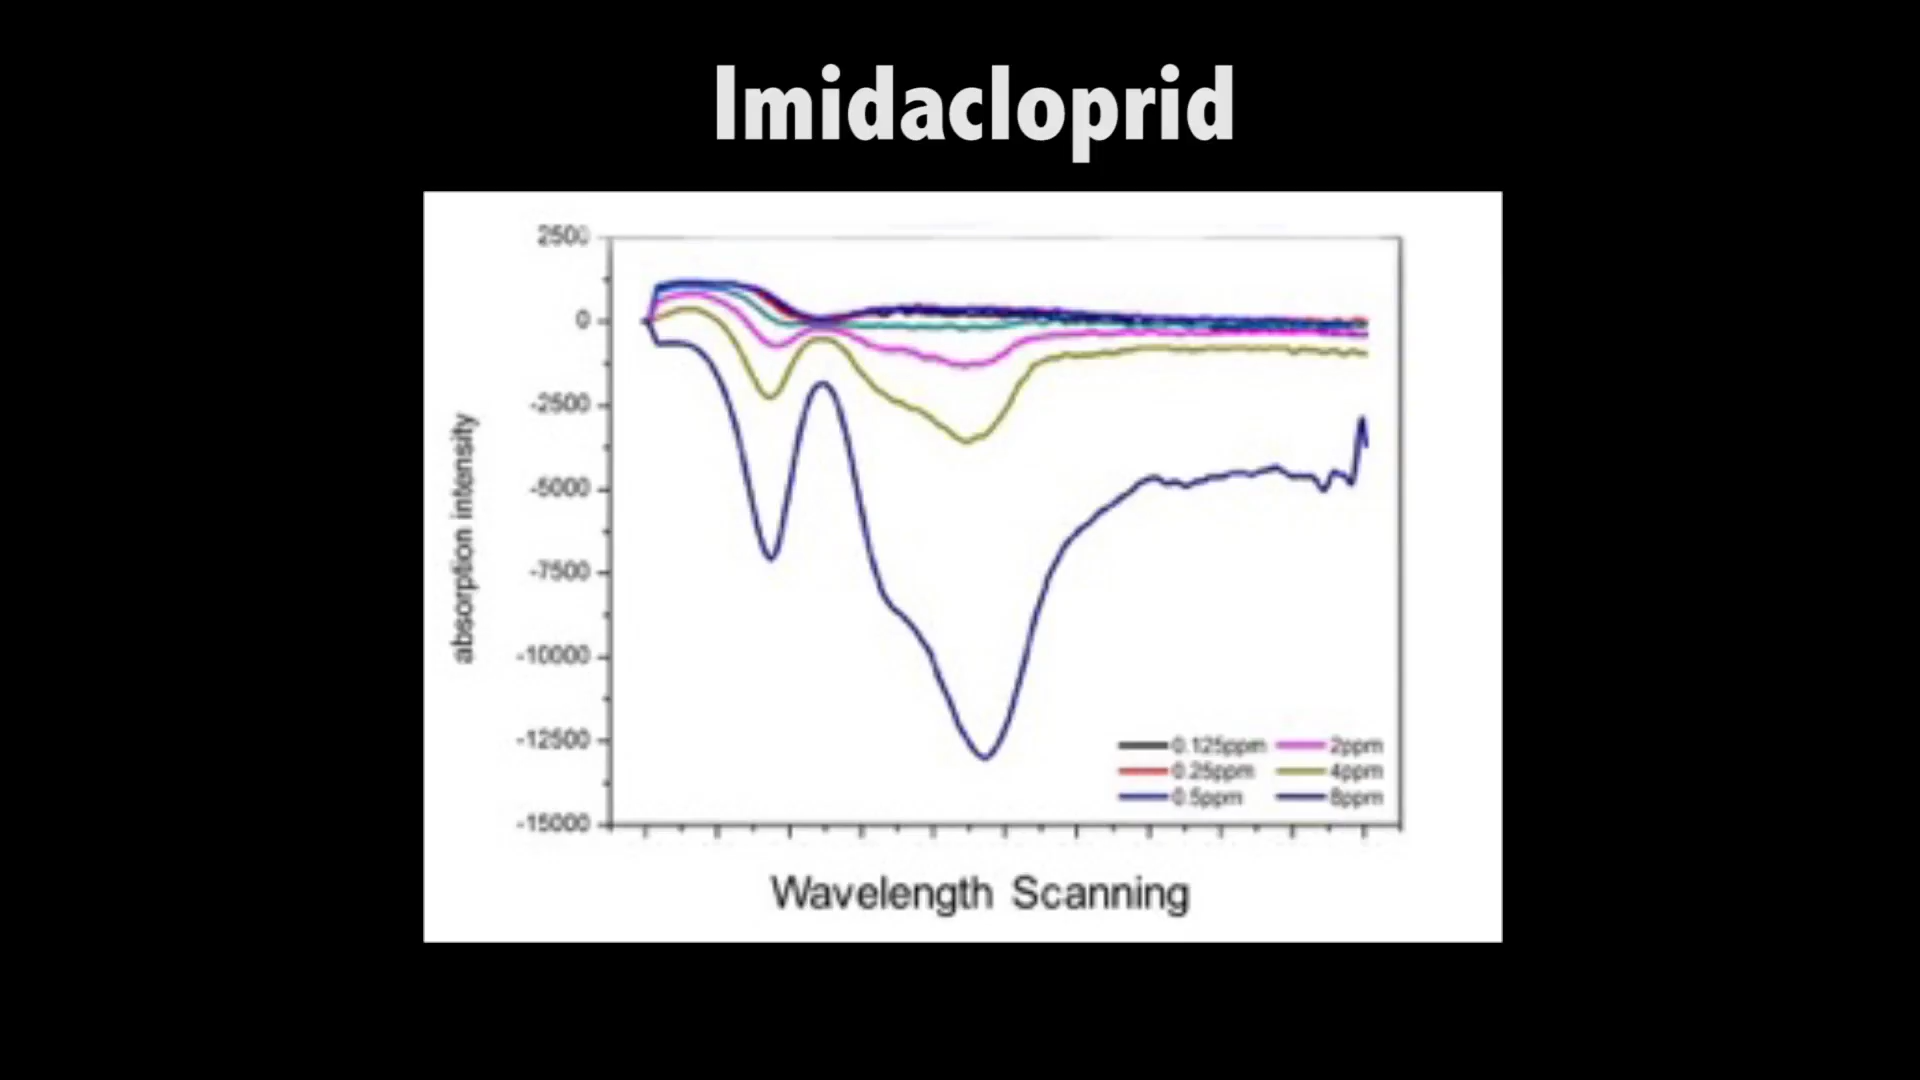 Imidacloprid
2500
0
-2500
-5000
-7500
-10000
-12500
-15000
absorption intensity
0.125ppm 2ppm
0.25ppm 4ppm
0.5ppm 8ppm
Wavelength Scanning